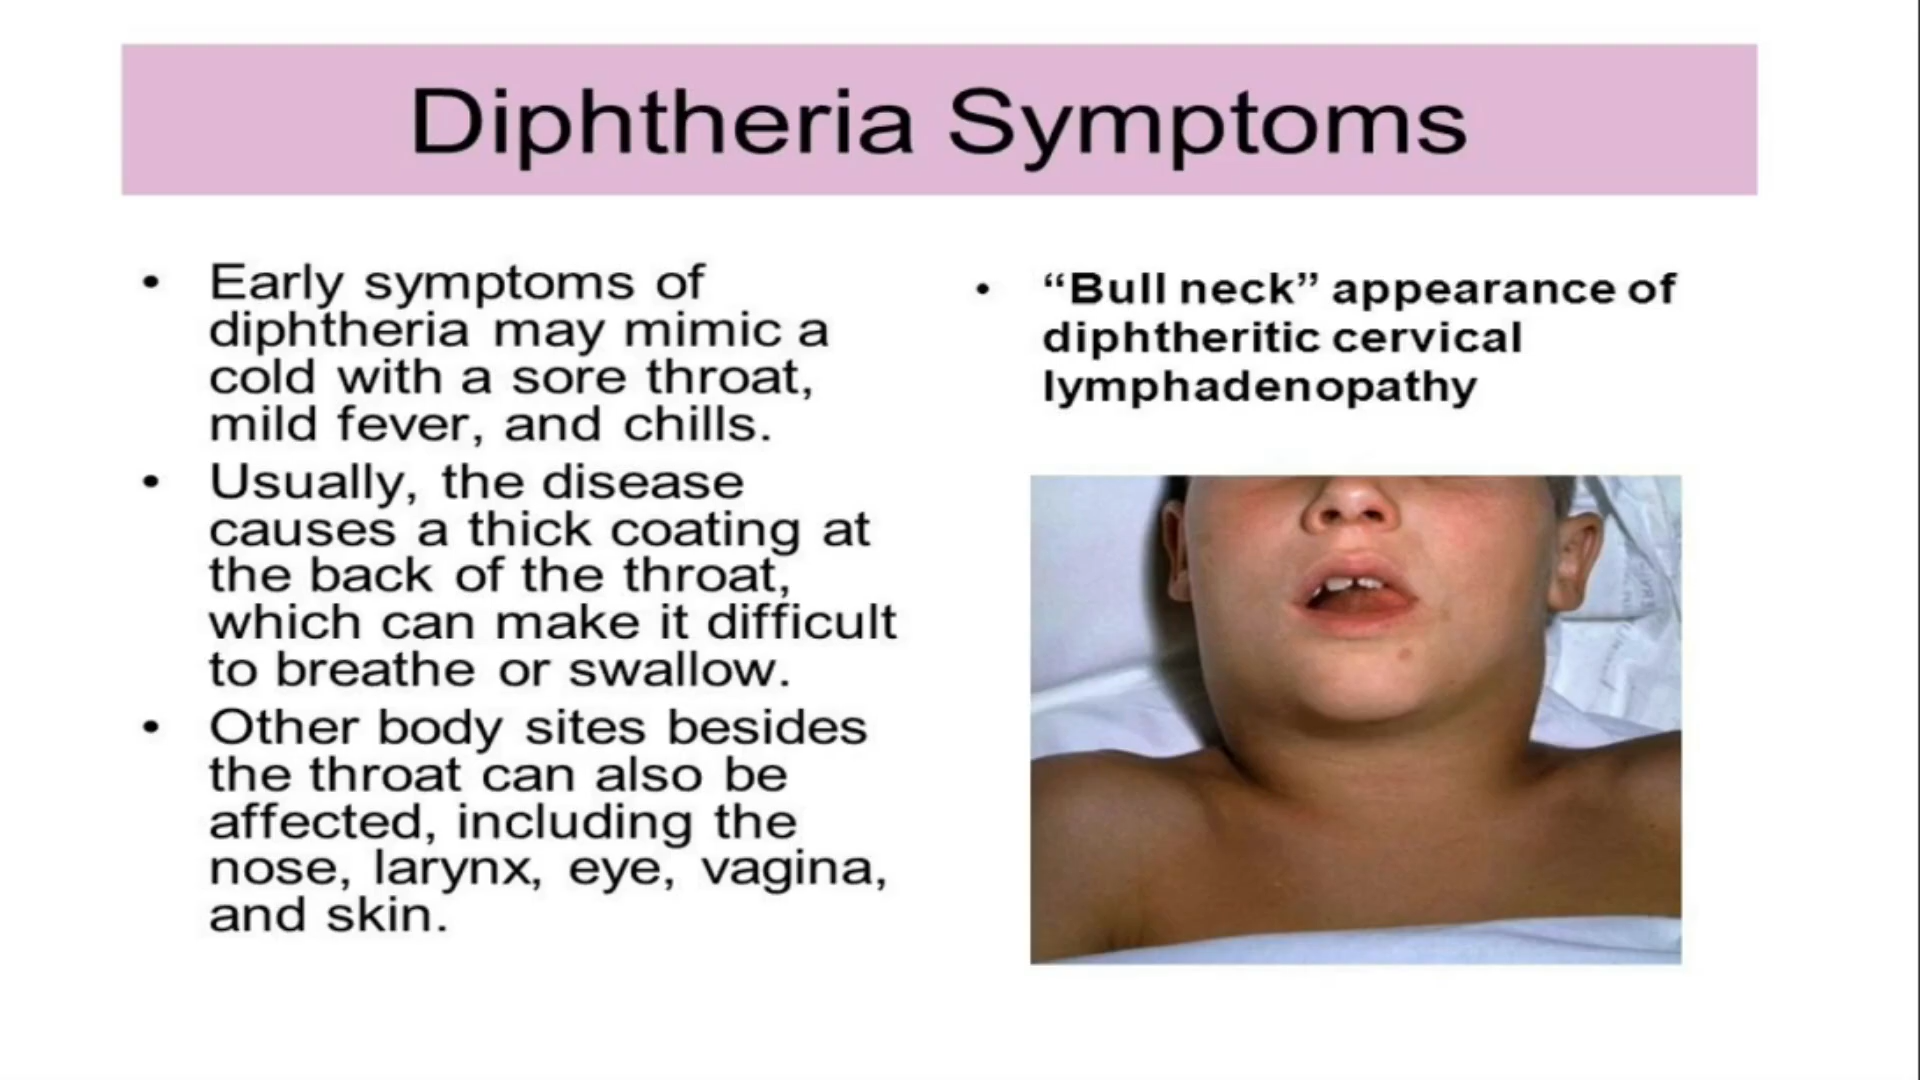 Diphtheria Symptoms
• Early symptoms of
diphtheria may mimic a
cold with a sore throat,
mild fever, and chills.
• Usually, the disease
causes a thick coating at
the back of the throat,
which can make it difficult
to breathe or swallow.
• Other body sites besides
the throat can also be
affected, including the
nose, larynx, eye, vagina,
and skin.
• “Bull neck” appearance of
diphtheritic cervical
lymphadenopathy